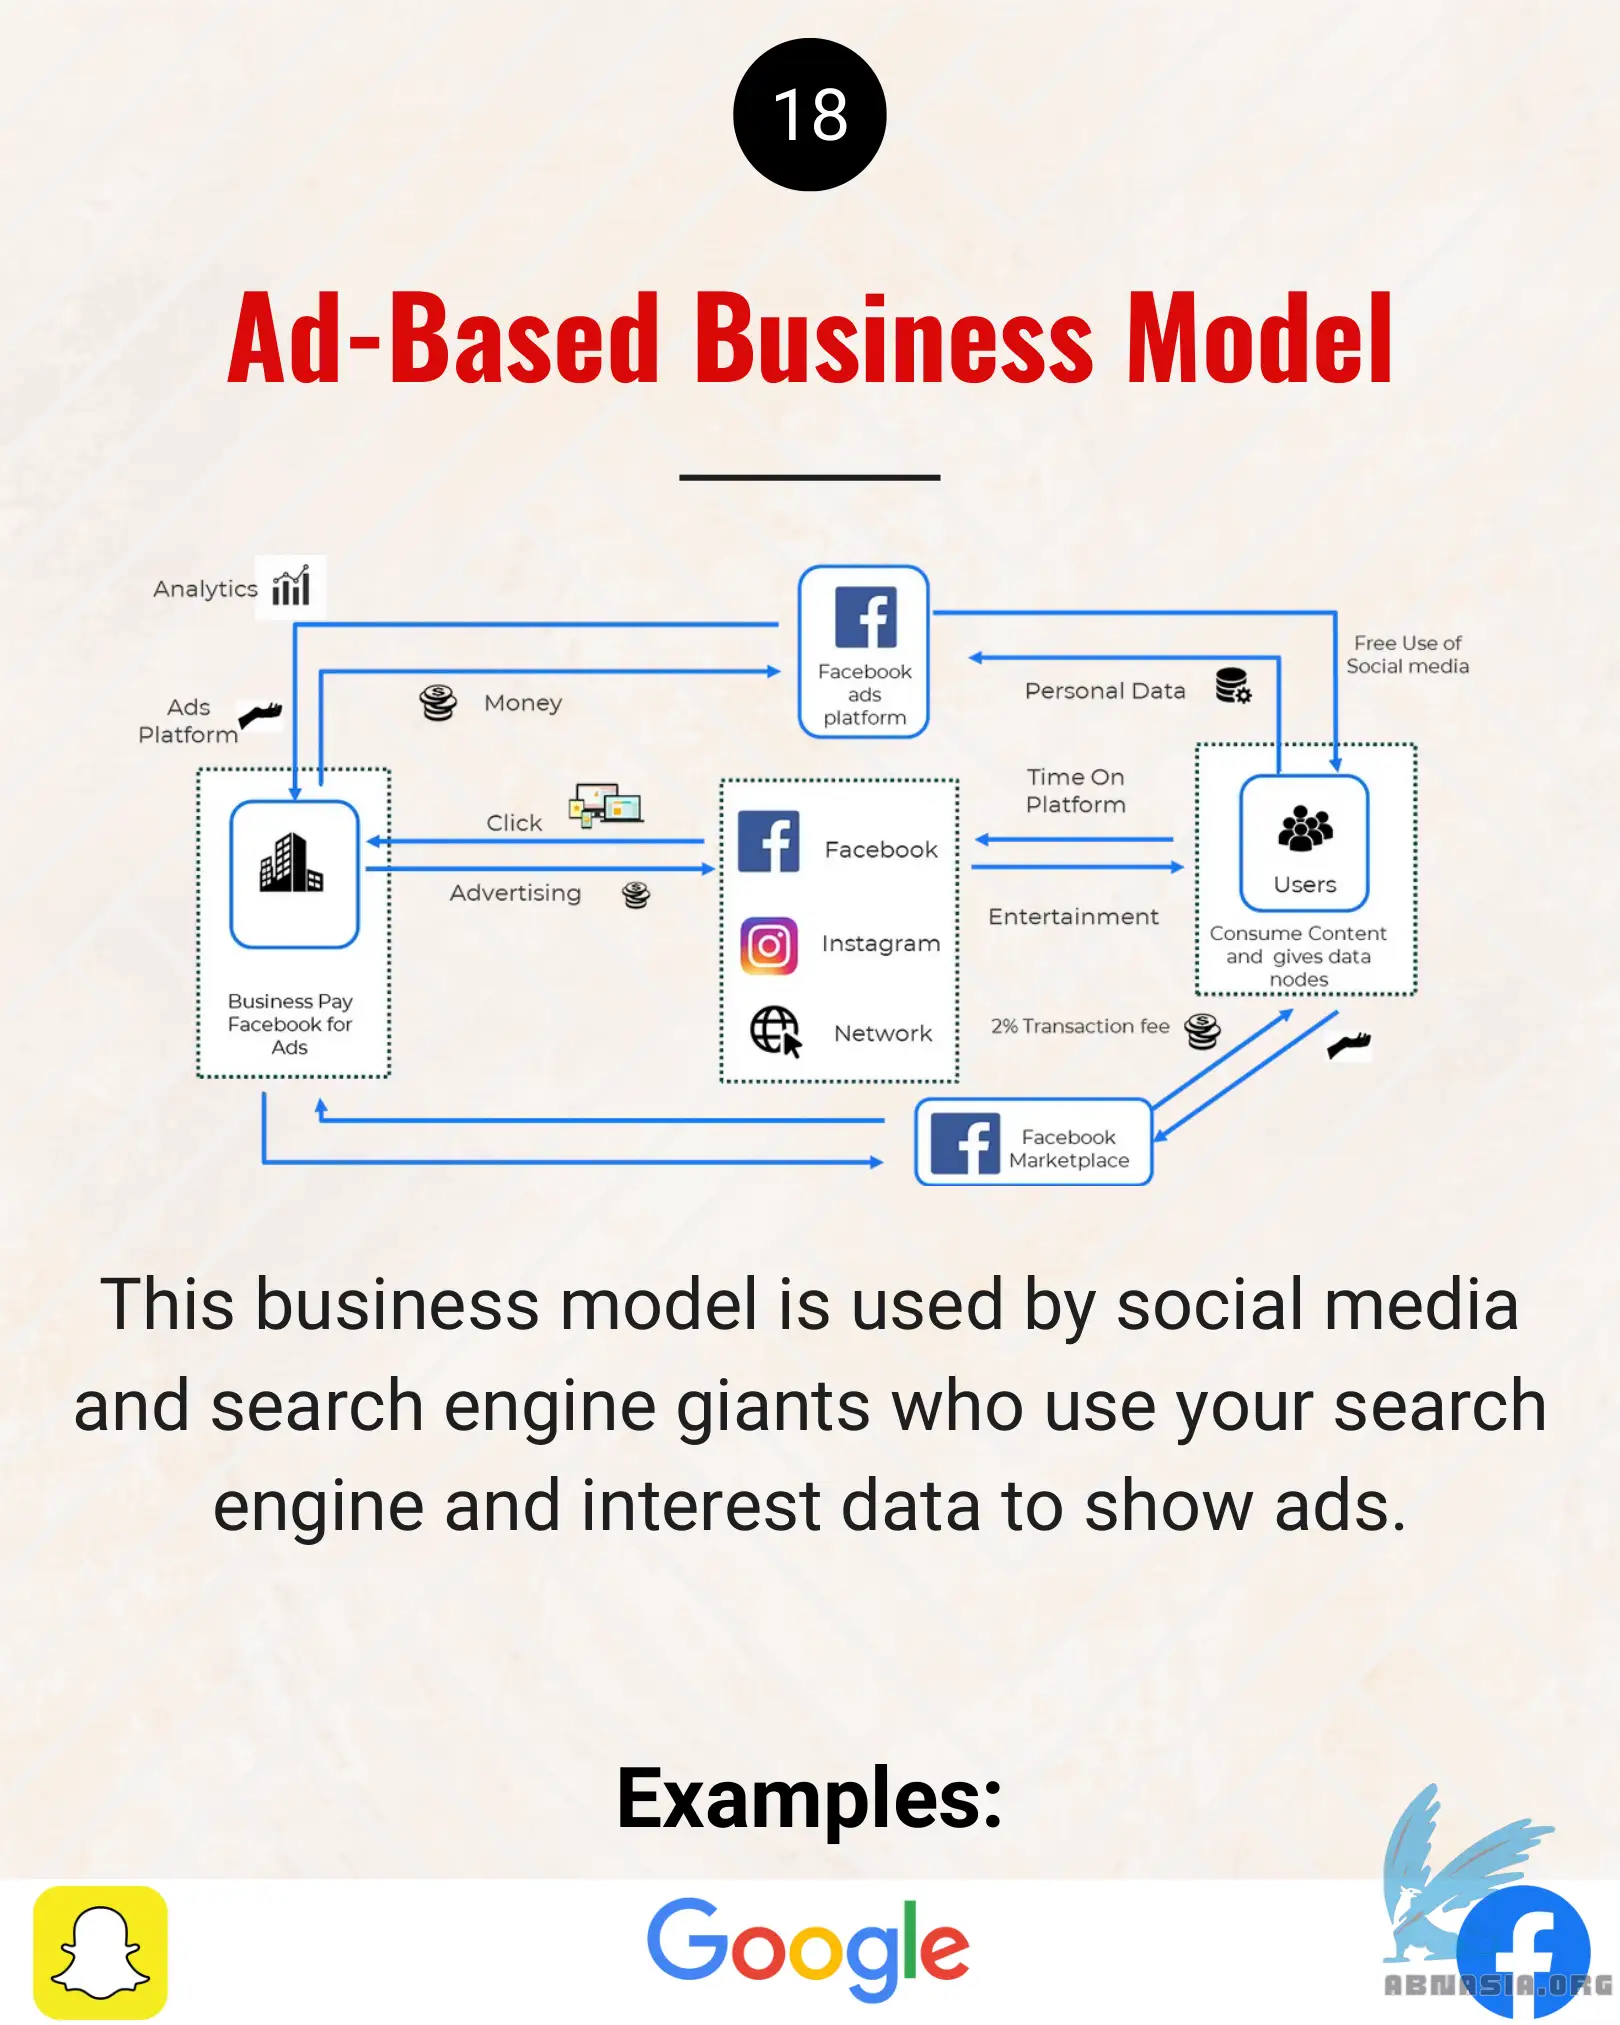 18
Ad-Based Business Model
Analytics
Ads
Platform
Money
Facebook
ads
platform
Free Use of
Social media
Personal Data
Click
Advertising
Facebook
Instagram
Network
Time On
Platform
Entertainment
Users
Consume Content
and gives data
nodes
Business Pay
Facebook for
Ads
2% Transaction fee
Facebook
Marketplace
This business model is used by social media
and search engine giants who use your search
engine and interest data to show ads.
Examples:
Google
ABNASIA.ORG